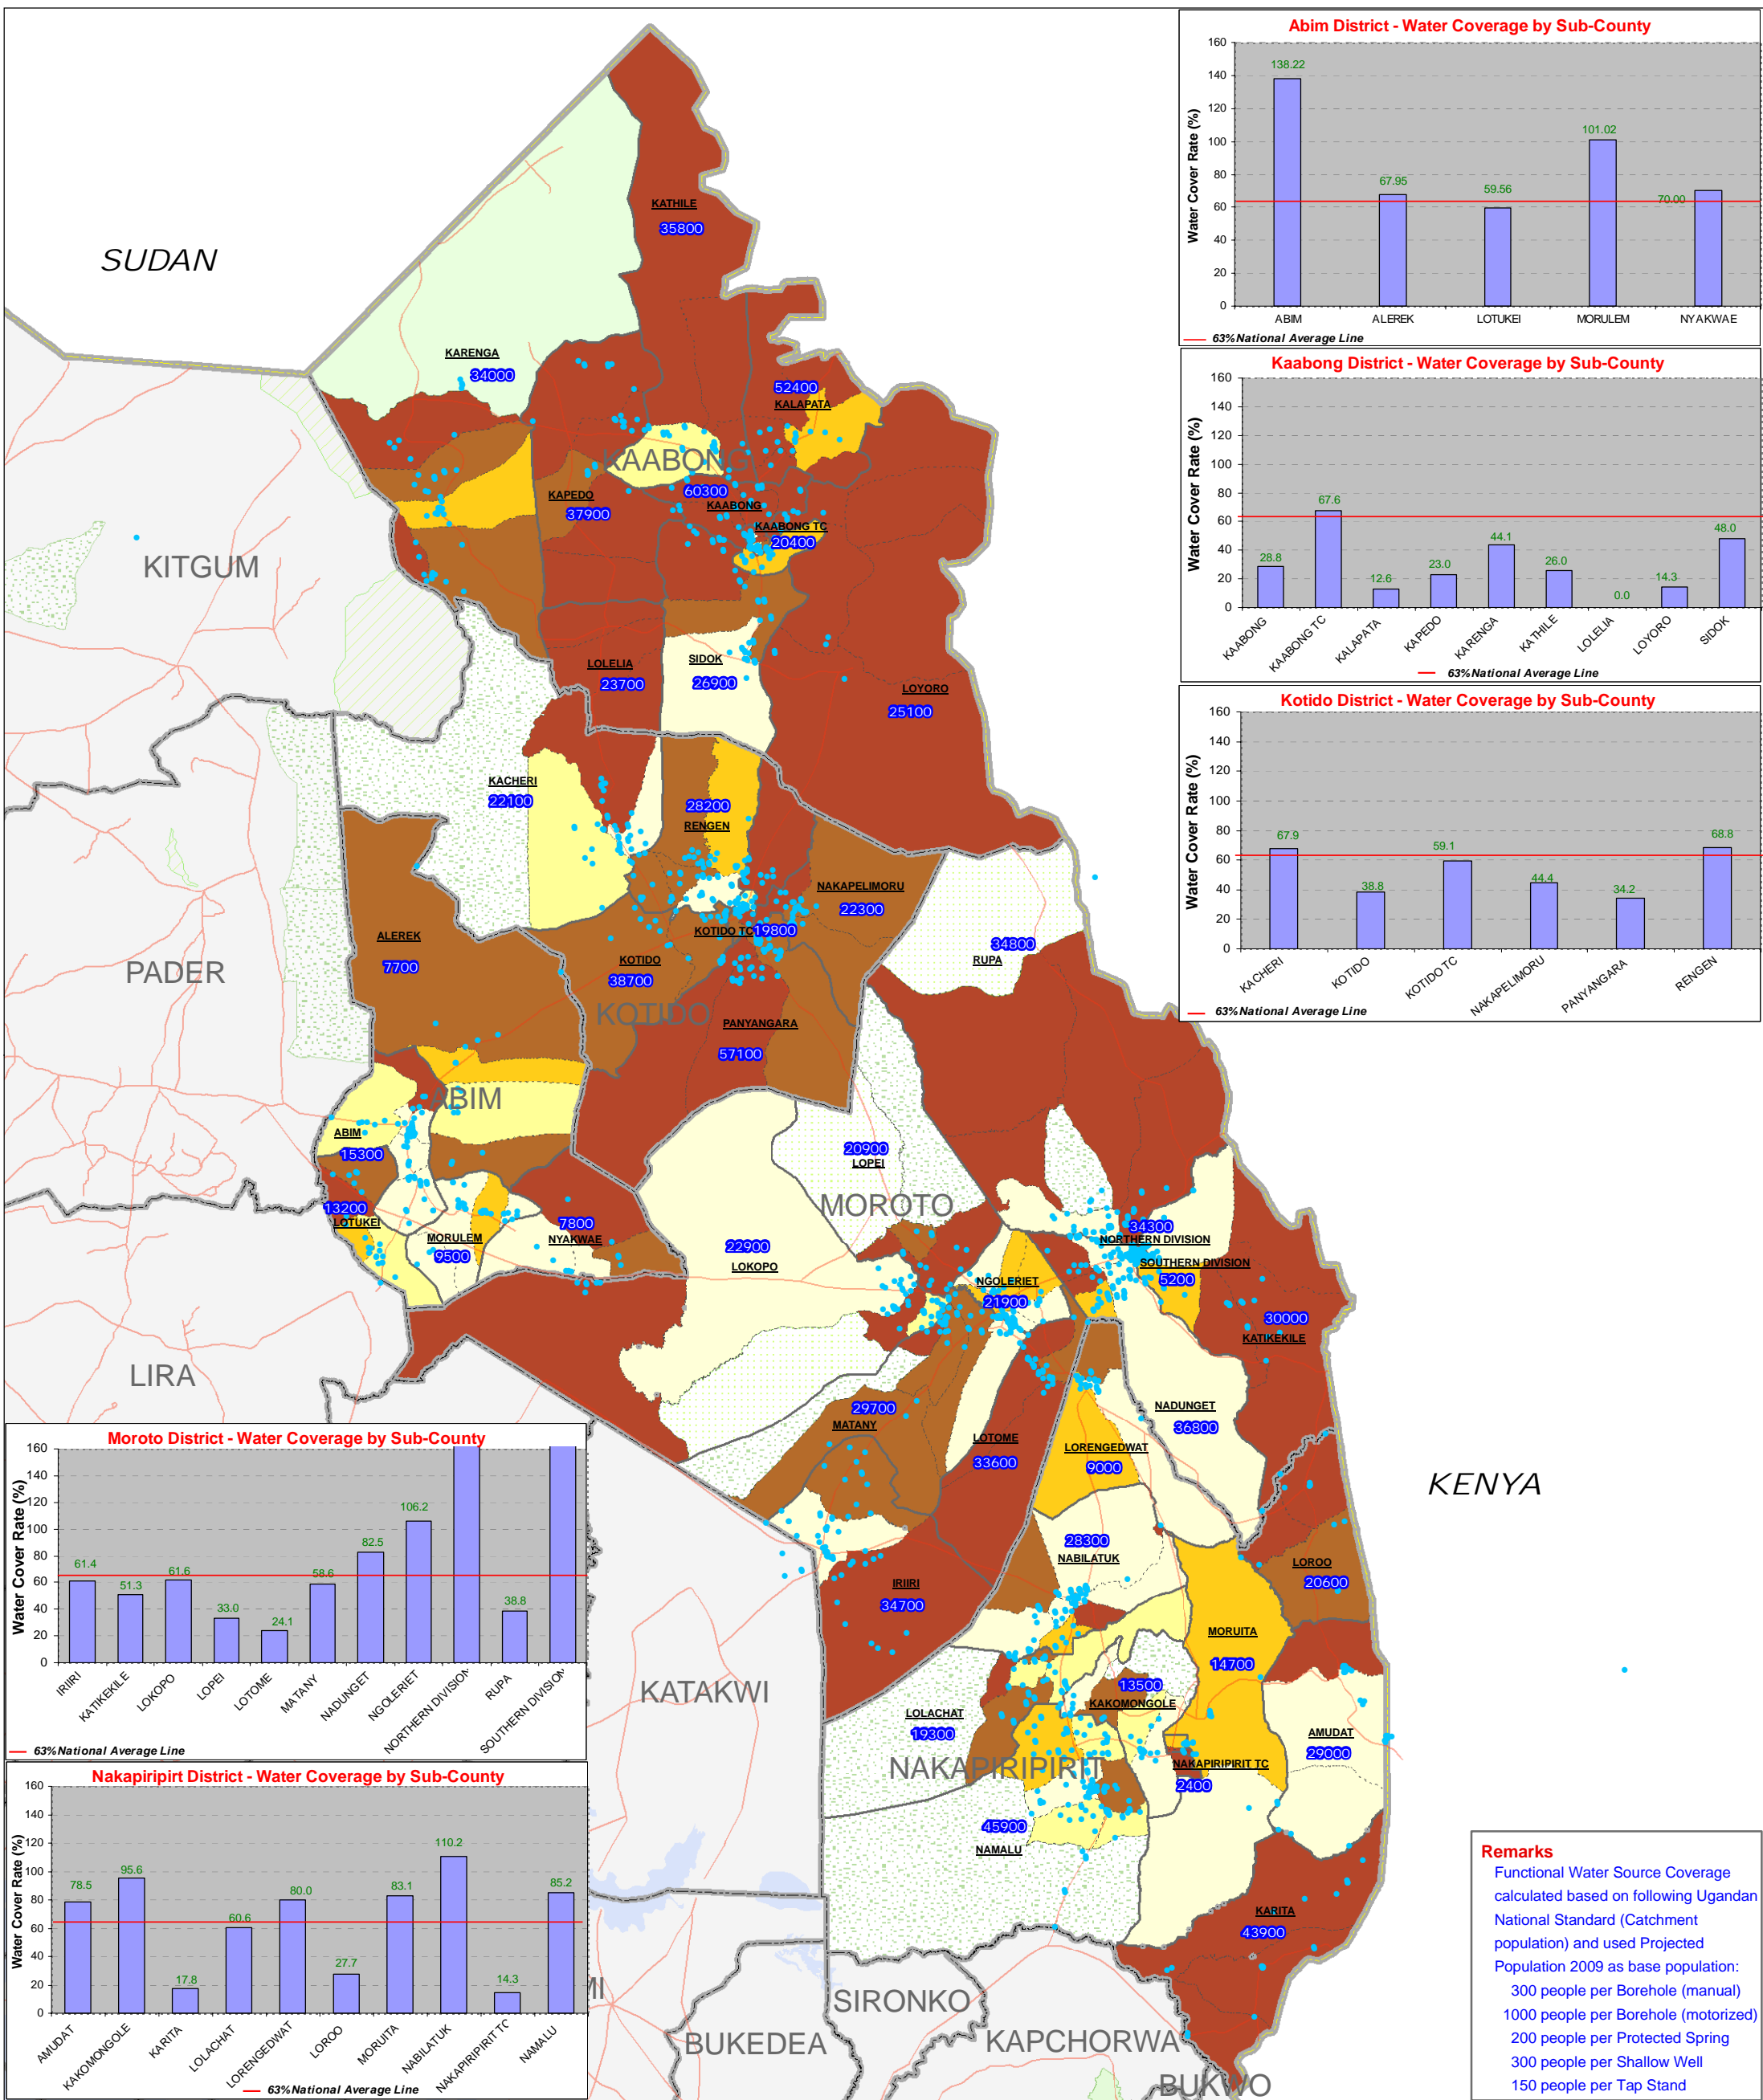 Abim District - Water Coverage by Sub-County
Water Cover Rate (%)
160
140
120
100
80
60
40
20
0
138.22
67.95
59.56
101.02
70.00
ABIM
ALEREK
LOTUKEI
MORULEM
NYAKWAE
63%National Average Line
Kaabong District - Water Coverage by Sub-County
Water Cover Rate (%)
160
140
120
100
80
60
40
20
0
28.8
67.6
12.6
23.0
44.1
26.0
0.0
14.3
48.0
KAABONG
KAABONG TC
KALAPATA
KAPEDO
KARENGA
KATHILE
LOLELIA
LOYORO
SIDOK
63%National Average Line
Kotido District - Water Coverage by Sub-County
Water Cover Rate (%)
160
140
120
100
80
60
40
20
0
67.9
38.8
59.1
44.4
34.2
68.8
KACHERI
KOTIDO
KOTIDO TC
NAKAPELIMORU
PANYANGARA
RENGEN
63%National Average Line
SUDAN
KATHILE
35800
KARENGA
34000
52400
KALAPATA
KAABONG
KAPEDO
37900
60300
KAABONG
KAABONG TC
20400
KITGUM
LOLELIA
23700
SIDOK
26900
LOYORO
25100
KACHERI
22100
28200
RENGEN
NAKAPELIMORU
22300
ALEREK
7700
KOTIDO TC
19800
KOTIDO
38700
34800
RUPA
PADER
KOTIDO
PANYANGARA
57100
ABIM
ABIM
15300
20900
LOPEI
MOROTO
13200
LOTUKEI
7800
NYAKWAE
MORULEM
9500
22900
LOKOPO
34300
NORTHERN DIVISION
SOUTHERN DIVISION
5200
NGOLERIET
21900
30000
KATIKEKILE
LIRA
29700
MATANY
NADUNGET
36800
LOTOME
33600
LORENGEDWAT
9000
KENYA
28300
NABILATUK
LOROO
20600
IRIIRI
34700
MORUITA
14700
KATAKWI
13500
KAKOMONGOLE
LOLACHAT
19300
AMUDAT
29000
NAKAPIRIPIRIT
NAKAPIRIPIRIT TC
2400
45900
NAMALU
KARITA
43900
MI
SIRONKO
BUKEDEA
KAPCHORWA
BUKWO
Moroto District - Water Coverage by Sub-County
Water Cover Rate (%)
160
140
120
100
80
60
40
20
0
61.4
51.3
61.6
33.0
24.1
58.6
82.5
106.2
38.8
IRIIRI
KATIKEKILE
LOKOPO
LOPEI
LOTOME
MATANY
NADUNGET
NGOLERIET
NORTHERN DIVISION
RUPA
SOUTHERN DIVISION
63%National Average Line
Nakapiripirt District - Water Coverage by Sub-County
Water Cover Rate (%)
160
140
120
100
80
60
40
20
0
78.5
95.6
17.8
60.6
80.0
27.7
83.1
110.2
14.3
85.2
AMUDAT
KAKOMONGOLE
KARITA
LOLACHAT
LORENGEDWAT
LOROO
MORUITA
NABILATUK
NAKAPIRIPIRIT TC
NAMALU
63%National Average Line
Remarks
Functional Water Source Coverage
calculated based on following Ugandan
National Standard (Catchment
population) and used Projected
Population 2009 as base population:
300 people per Borehole (manual)
1000 people per Borehole (motorized)
200 people per Protected Spring
300 people per Shallow Well
150 people per Tap Stand